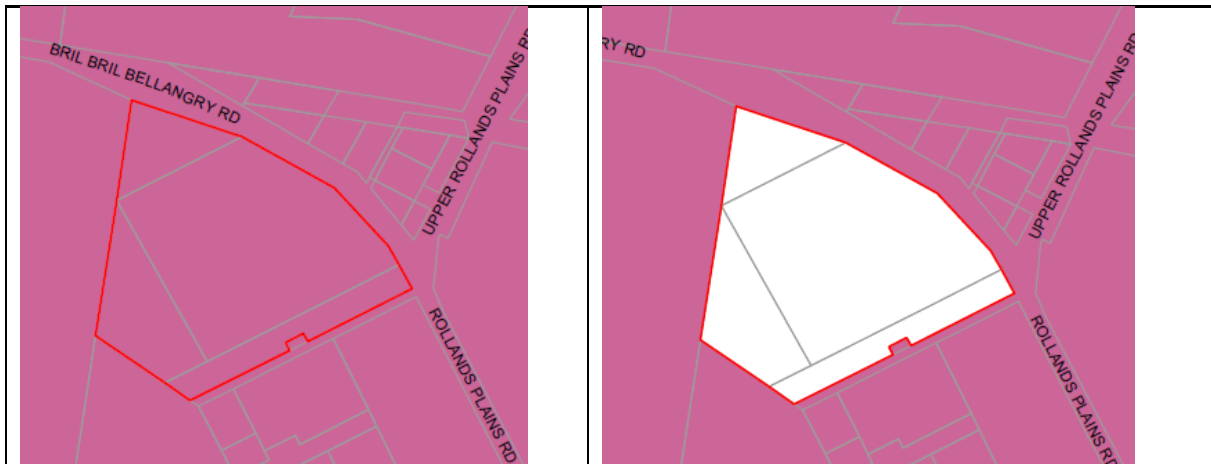 BRIL BRIL BELLANGRY RD
UPPER ROLLANDS PLAINS RD
ROLLANDS PLAINS RD
RY RD
UPPER ROLLANDS PLAINS RD
ROLLANDS PLAINS RD